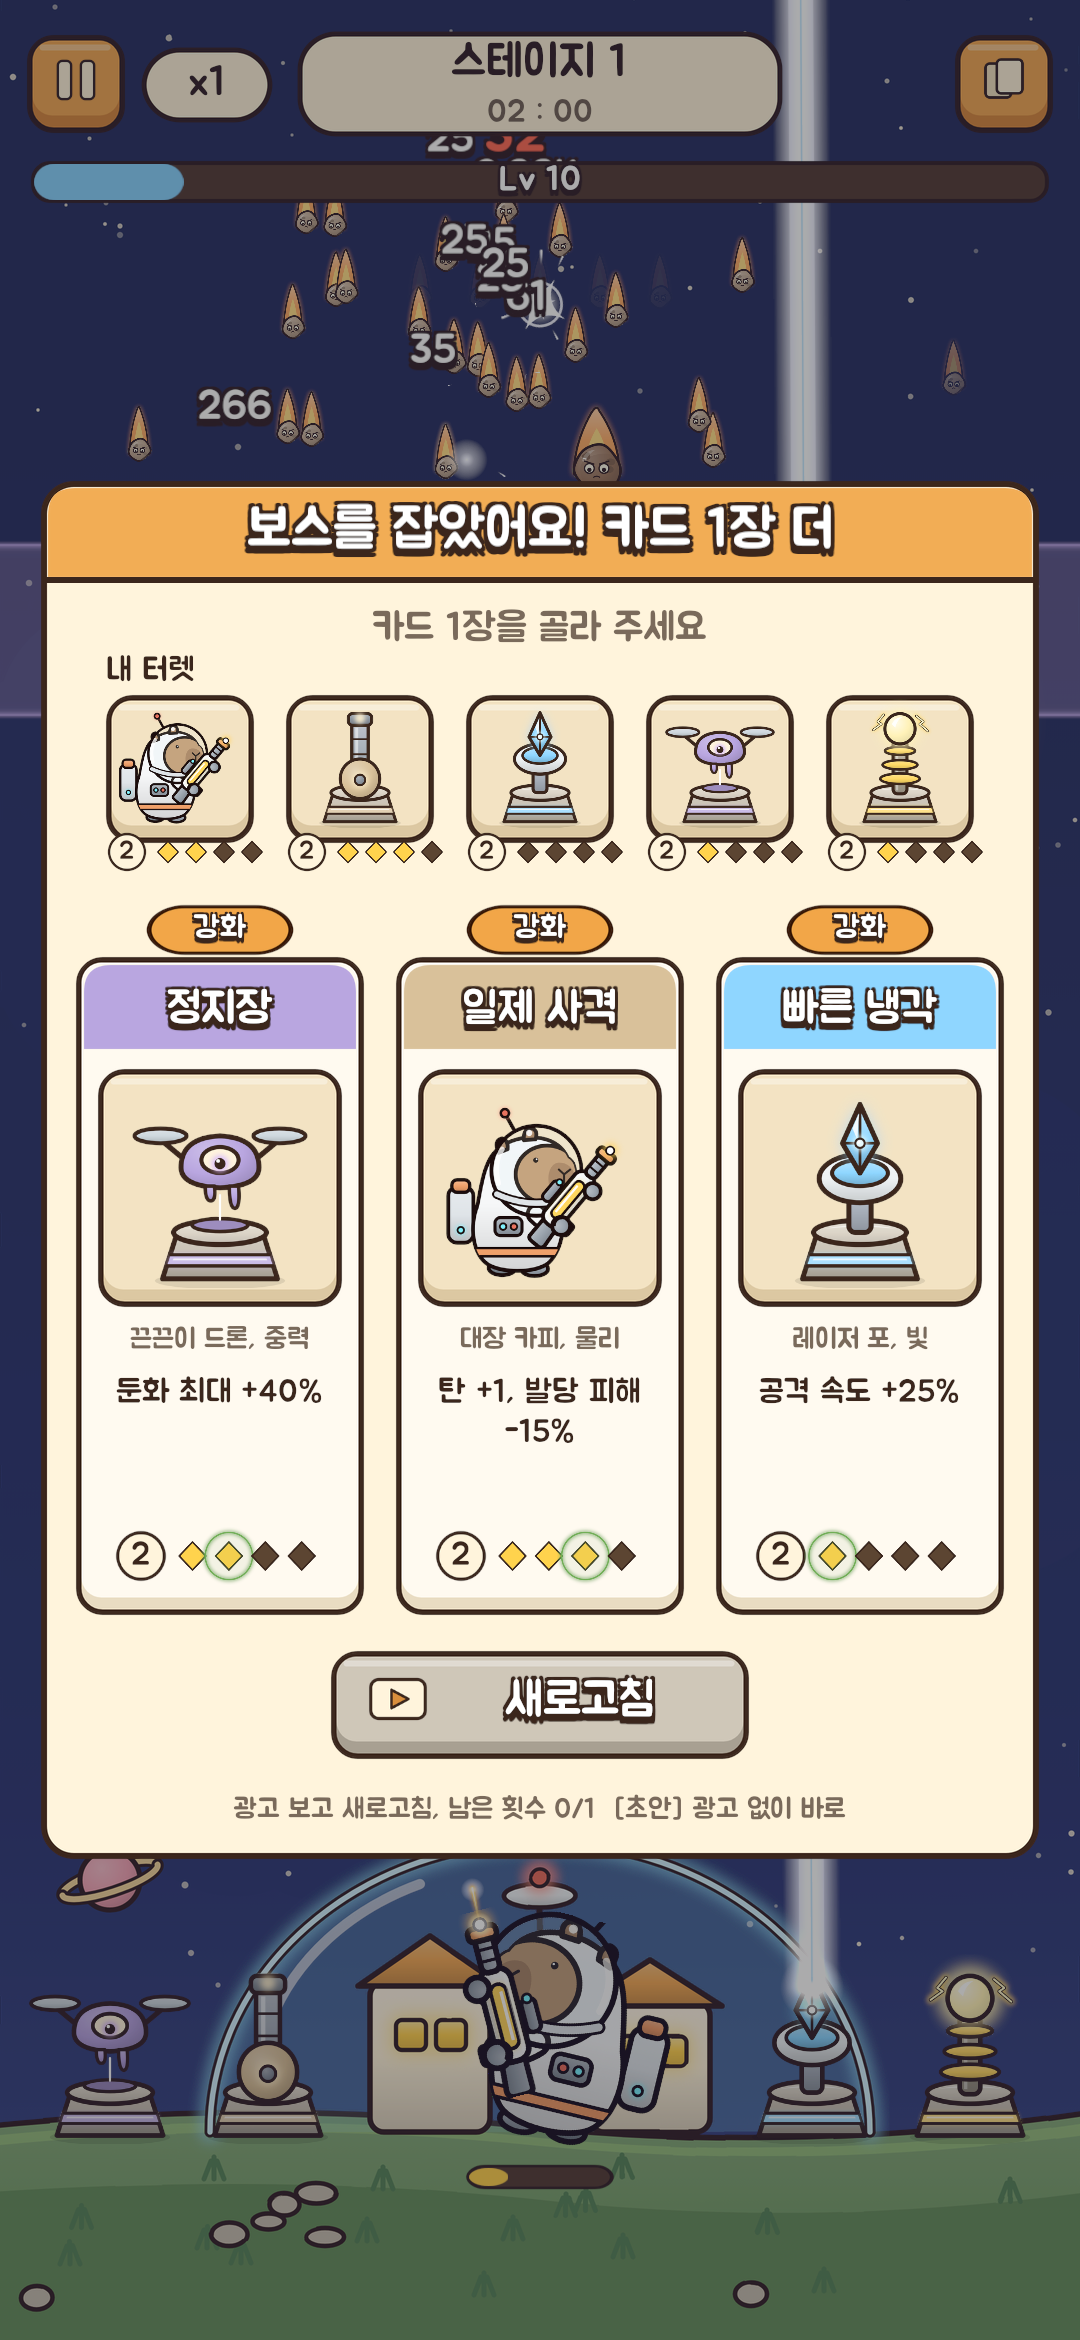 x1
스테이지 1
02 : 00
25 32
Lv 10
25
25
35
266
보스를 잡았어요! 카드 1장 더
카드 1장을 골라 주세요
내 터렛
2
2
2
2
2
강화
강화
강화
정지장
일제 사격
빠른 냉각
끈끈이 드론, 중력
대장 카피, 물리
레이저 포, 빛
둔화 최대 +40%
탄 +1, 발당 피해
-15%
공격 속도 +25%
2
2
2
새로고침
광고 보고 새로고침, 남은 횟수 0/1 [초안] 광고 없이 바로